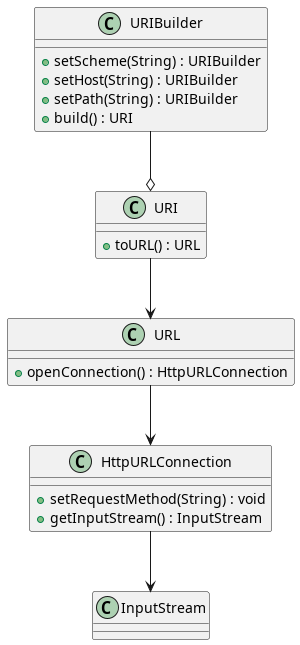 C URIBuilder
setScheme(String) : URIBuilder
setHost(String) : URIBuilder
setPath(String) : URIBuilder
build() : URI
C URI
toURL() : URL
C URL
openConnection() : HttpURLConnection
C HttpURLConnection
setRequestMethod(String) : void
getInputStream() : InputStream
C InputStream